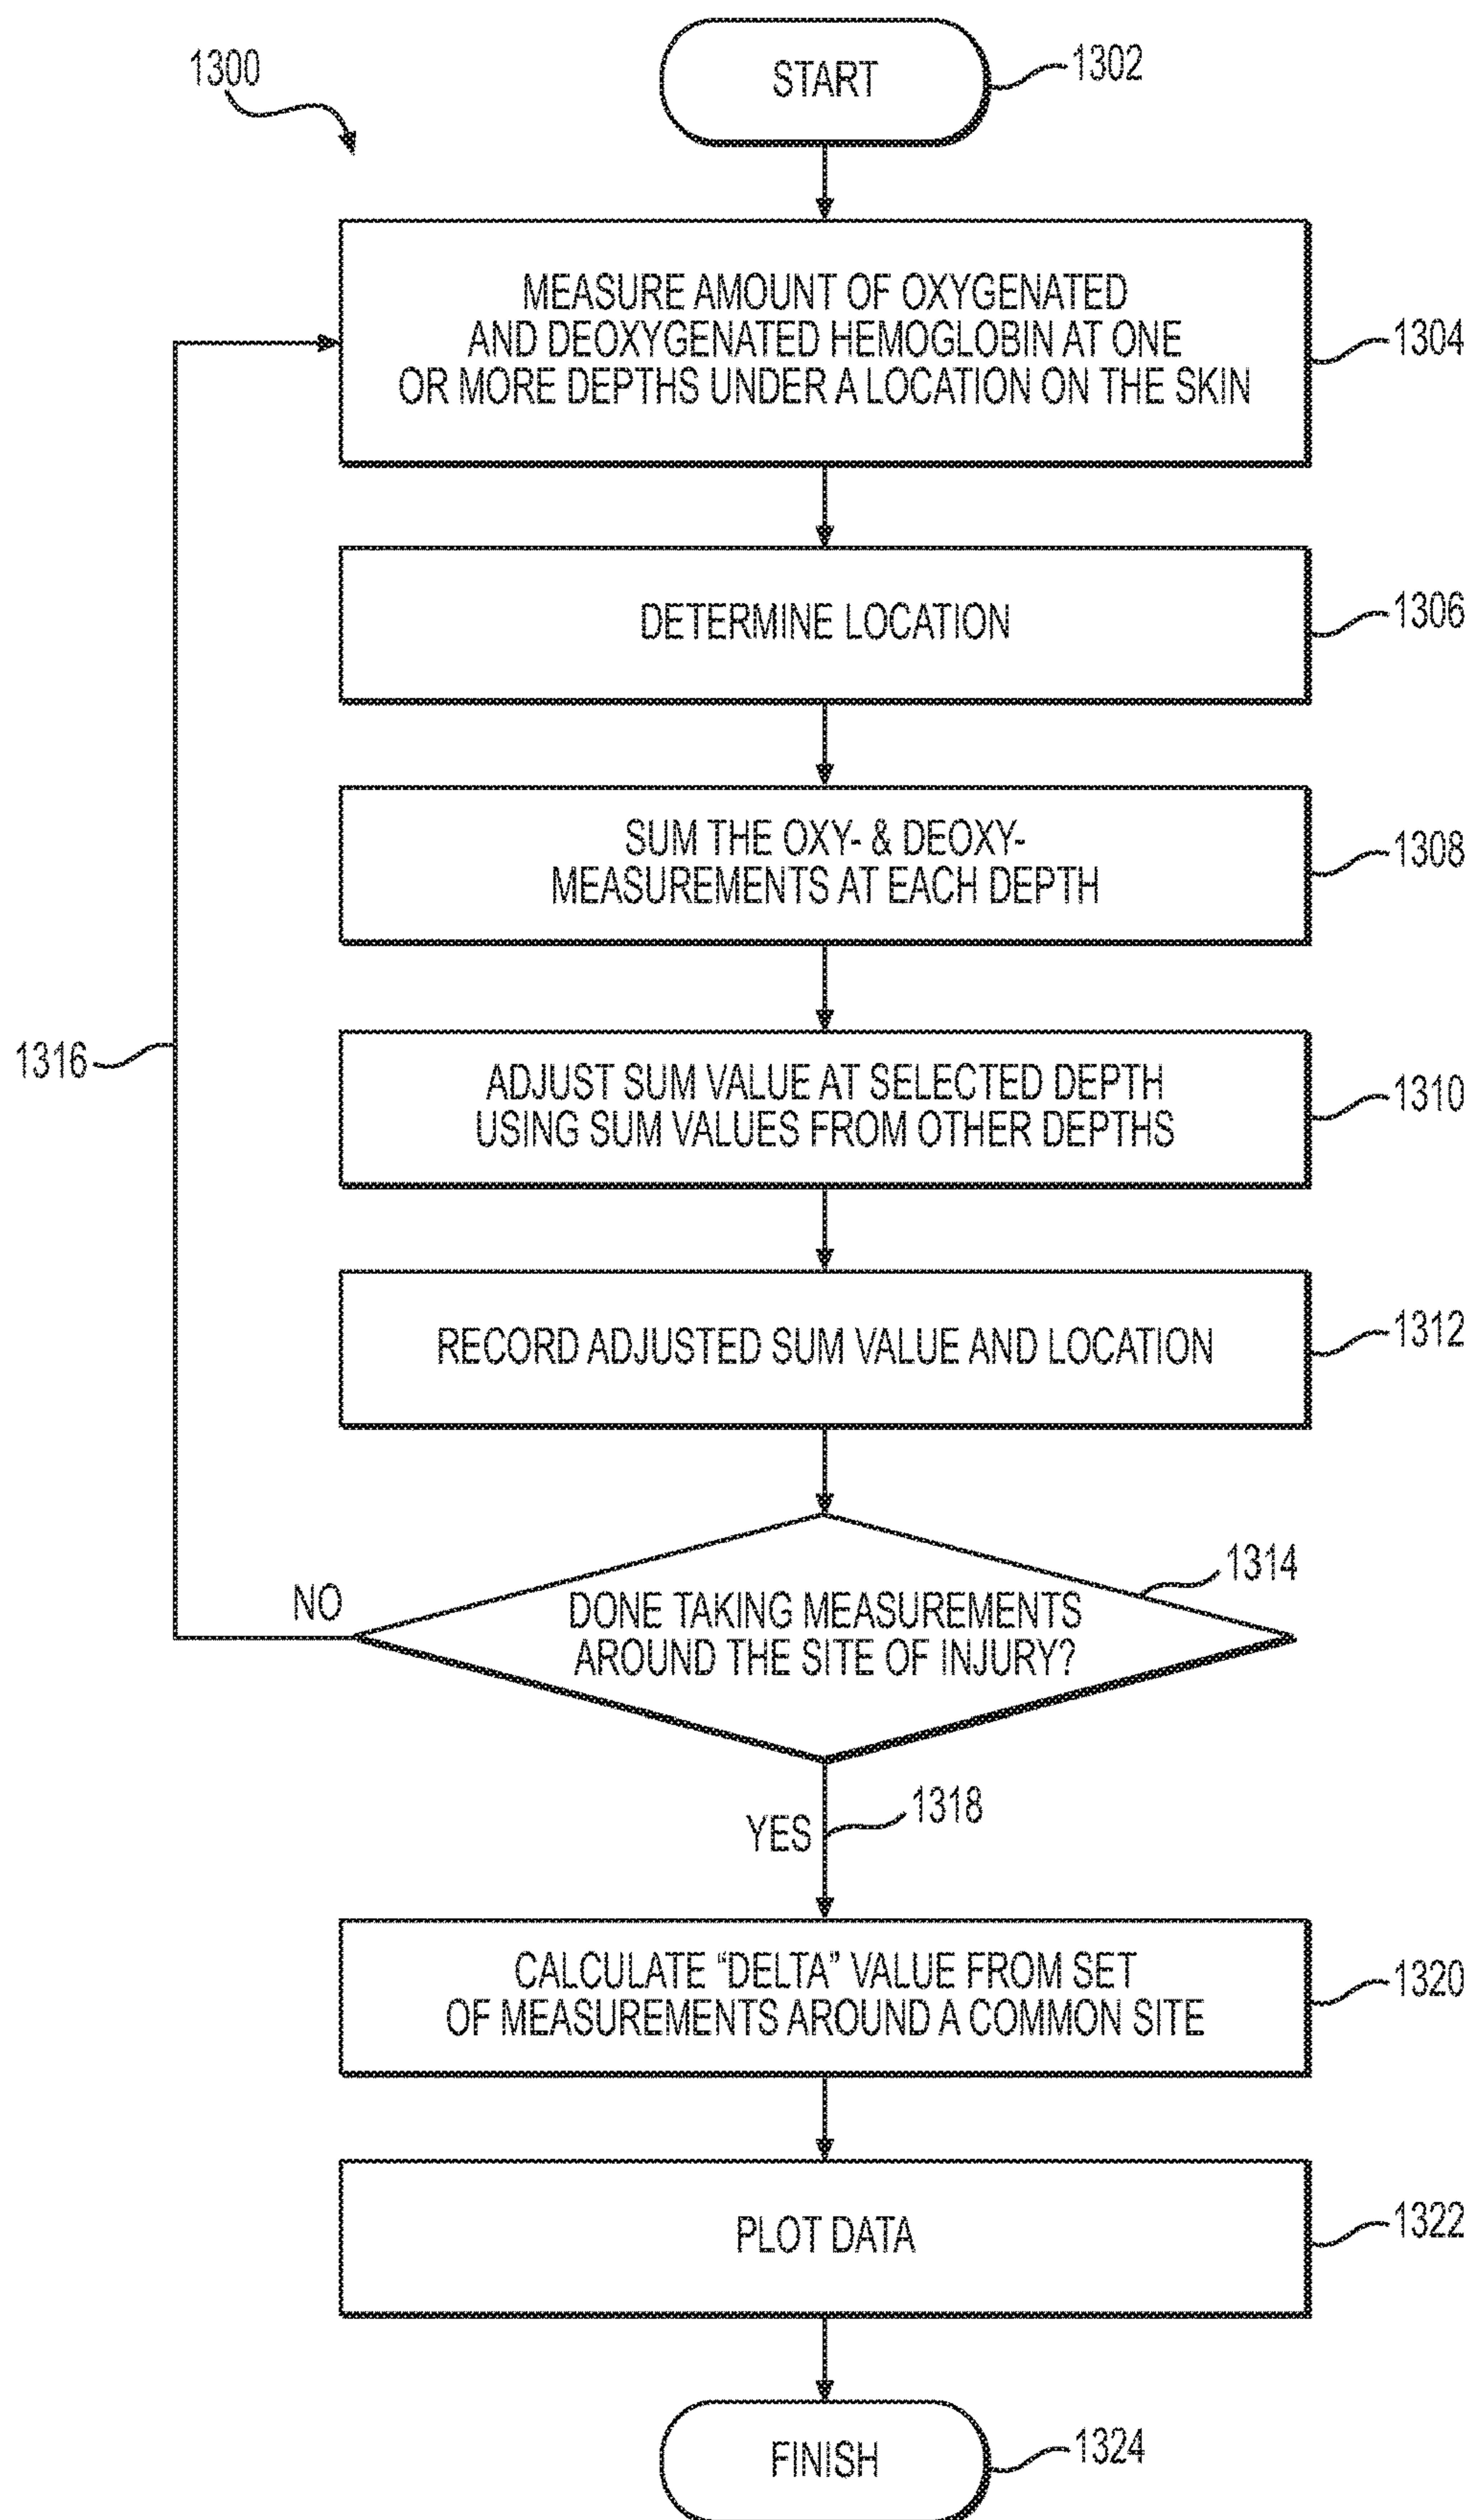 1300
START
1302
MEASURE AMOUNT OF OXYGENATED
AND DEOXYGENATED HEMOGLOBIN AT ONE
OR MORE DEPTHS UNDER A LOCATION ON THE SKIN
1304
DETERMINE LOCATION
1306
SUM THE OXY- & DEOXY-
MEASUREMENTS AT EACH DEPTH
1308
1316
ADJUST SUM VALUE AT SELECTED DEPTH
USING SUM VALUES FROM OTHER DEPTHS
1310
RECORD ADJUSTED SUM VALUE AND LOCATION
1312
NO
DONE TAKING MEASUREMENTS
AROUND THE SITE OF INJURY?
1314
YES
1318
CALCULATE “DELTA” VALUE FROM SET
OF MEASUREMENTS AROUND A COMMON SITE
1320
PLOT DATA
1322
FINISH
1324